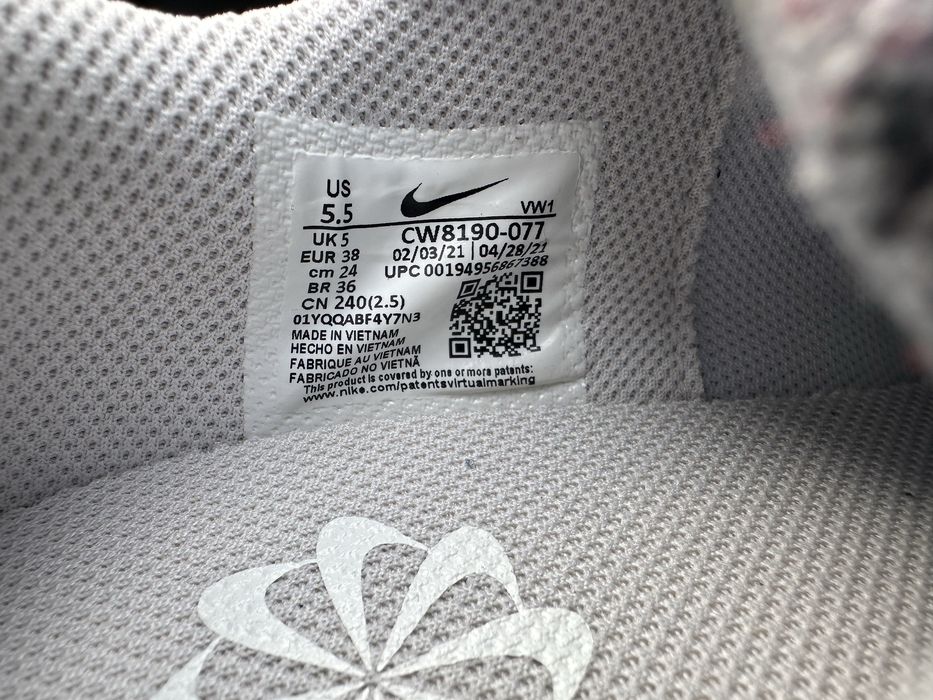 US
5.5
VW1
UK 5
CW8190-077
EUR 38
02/03/21 | 04/28/21
cm 24
UPC 00194956867388
BR 36
CN 240(2.5)
01YQQABF4Y7N3
MADE IN VIETNAM
HECHO EN VIETNAM
FABRIQUE AU VIETNAM
FABRICADO NO VIETNÃ
This product is covered by one or more patents:
www.nike.com/patentsvirtualmarking